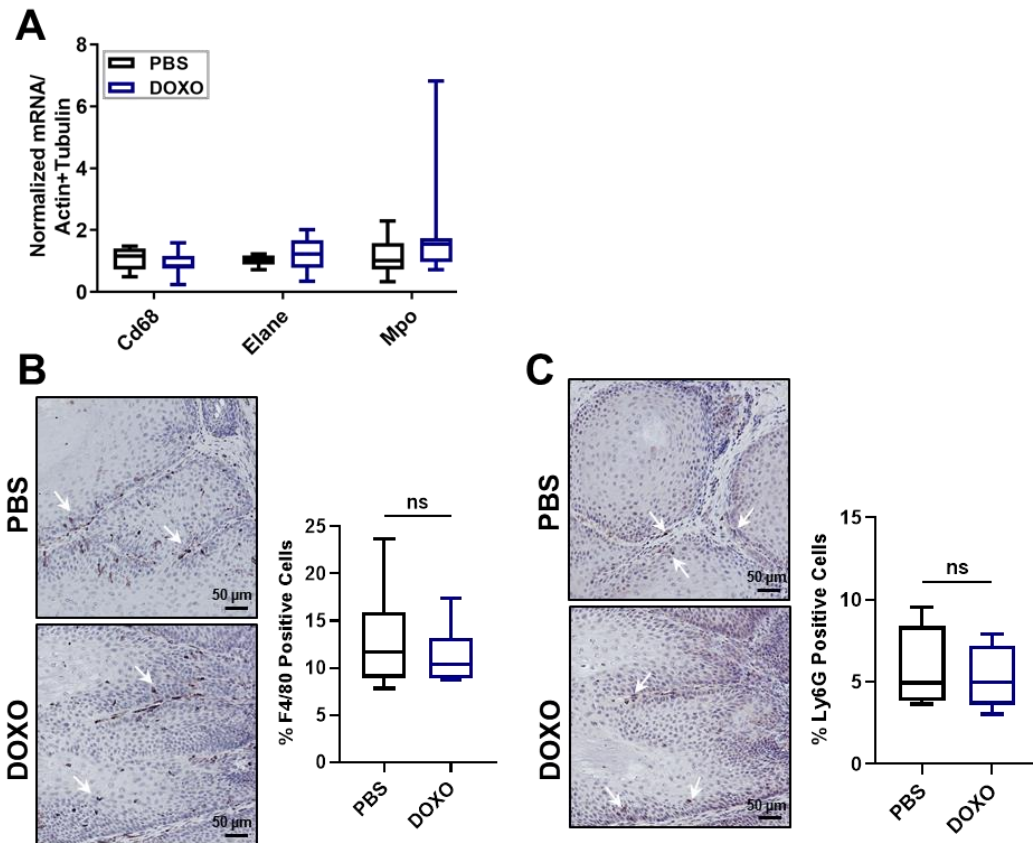 A
Normalized mRNA/
Actin+Tubulin
8
6
4
2
0
PBS
DOXO
Cd68
Elane
Mpo
B
PBS
50 µm
DOXO
50 µm
% F4/80 Positive Cells
25
20
15
10
5
0
ns
PBS
DOXO
C
PBS
50 µm
DOXO
50 µm
% Ly6G Positive Cells
15
10
5
0
ns
PBS
DOXO